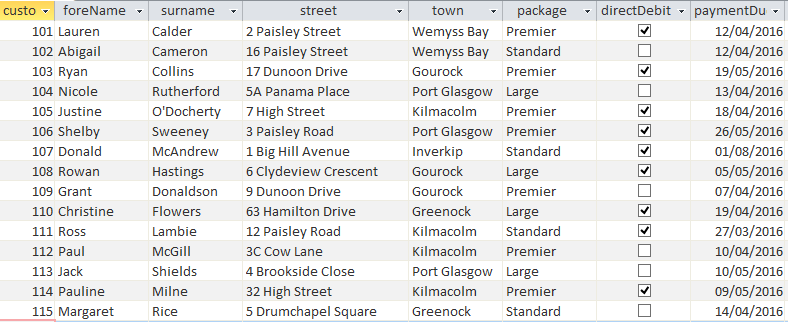 custo foreName surname street town package directDebit paymentDu
101 Lauren Calder 2 Paisley Street Wemyss Bay Premier 12/04/2016
102 Abigail Cameron 16 Paisley Street Wemyss Bay Standard 12/04/2016
103 Ryan Collins 17 Dunoon Drive Gourock Premier 19/05/2016
104 Nicole Rutherford 5A Panama Place Port Glasgow Large 13/04/2016
105 Justine O'Docherty 7 High Street Kilmacolm Premier 18/04/2016
106 Shelby Sweeney 3 Paisley Road Port Glasgow Premier 26/05/2016
107 Donald McAndrew 1 Big Hill Avenue Inverkip Standard 01/08/2016
108 Rowan Hastings 6 Clydeview Crescent Gourock Large 05/05/2016
109 Grant Donaldson 9 Dunoon Drive Gourock Premier 07/04/2016
110 Christine Flowers 63 Hamilton Drive Greenock Large 19/04/2016
111 Ross Lambie 12 Paisley Road Kilmacolm Standard 27/03/2016
112 Paul McGill 3C Cow Lane Kilmacolm Premier 10/04/2016
113 Jack Shields 4 Brookside Close Port Glasgow Large 10/05/2016
114 Pauline Milne 32 High Street Kilmacolm Premier 09/05/2016
115 Margaret Rice 5 Drumchapel Square Greenock Standard 14/04/2016